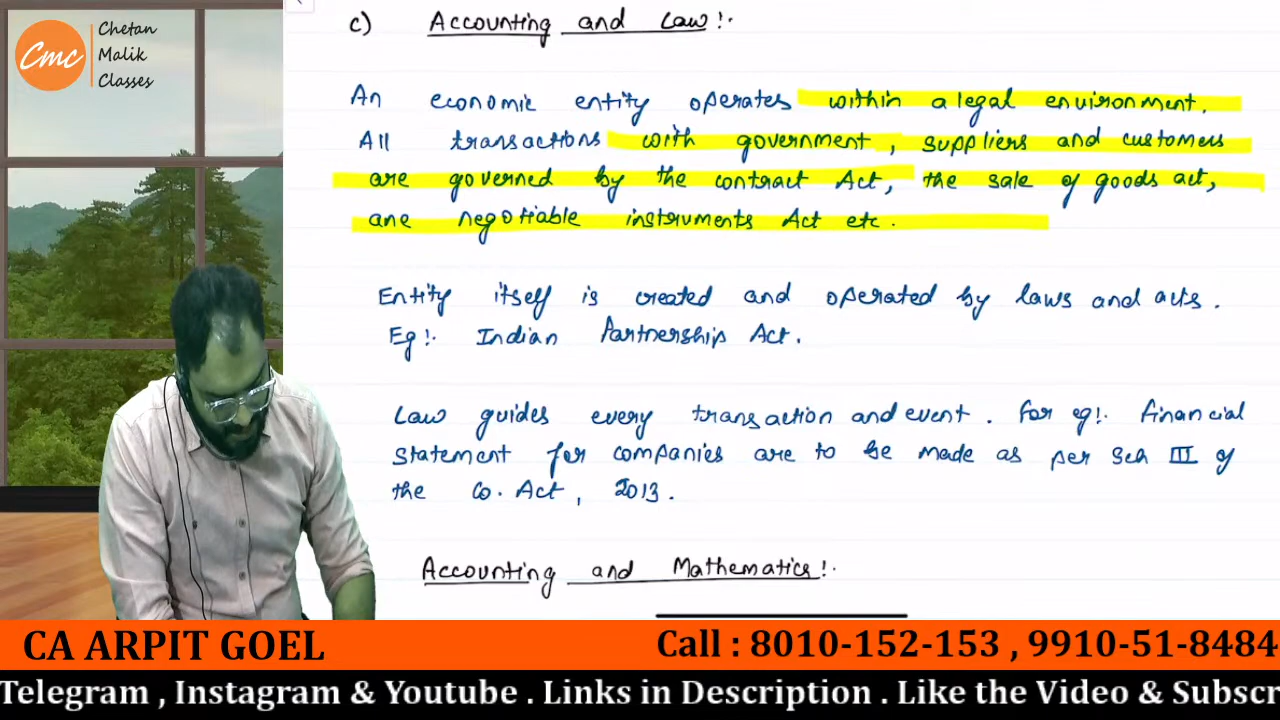 Cmc
Chetan
Malik
Classes
c) Accounting and Law :-
An economic entity operates within a legal environment.
All transactions with government, suppliers and customers
are governed by the contract Act, the sale of goods act,
ane negotiable instruments Act etc.
Entity itself is created and operated by laws and acts.
Eg :- Indian Partnership Act.
Law guides every transaction and event. For eg :- Financial
Statement for companies are to be made as per Sch III of
the Co. Act, 2013.
Accounting and Mathematics :-
CA ARPIT GOEL Call : 8010-152-153 , 9910-51-8484
Telegram , Instagram & Youtube . Links in Description . Like the Video & Subscr